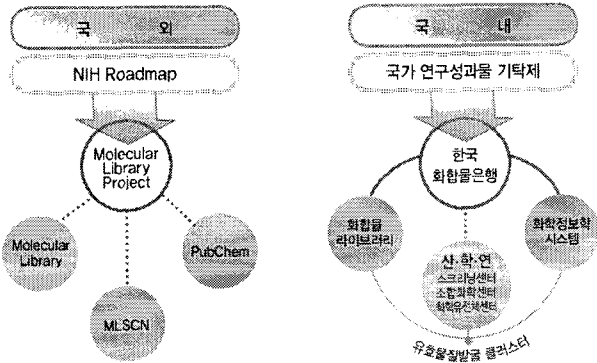 국 외
NIH Roadmap
Molecular
Library
Project
Molecular
Library
MLSCN
PubChem
국 내
국가 연구성과물 기탁제
한국
화합물은행
화합물
라이브러리
산·학·연
스크리닝센터
조합화학센터
화학유전체센터
화학정보학
시스템
유효물질발굴 클러스터